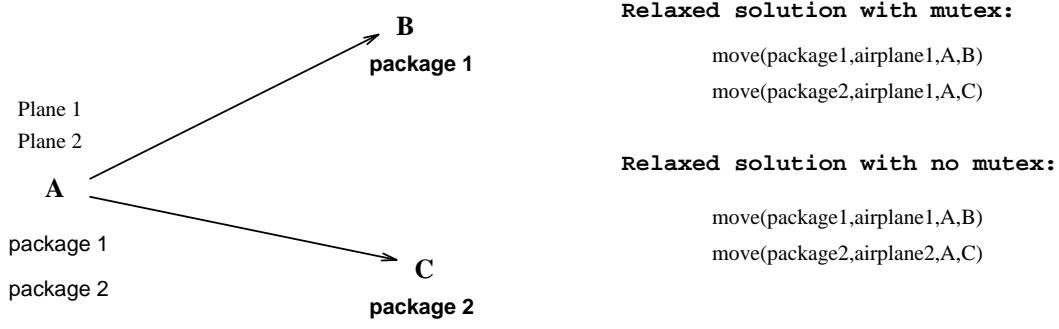 B
package 1
Plane 1
Plane 2
A
package 1
package 2
C
package 2
Relaxed solution with mutex:
move(package1,airplane1,A,B)
move(package2,airplane1,A,C)
Relaxed solution with no mutex:
move(package1,airplane1,A,B)
move(package2,airplane2,A,C)